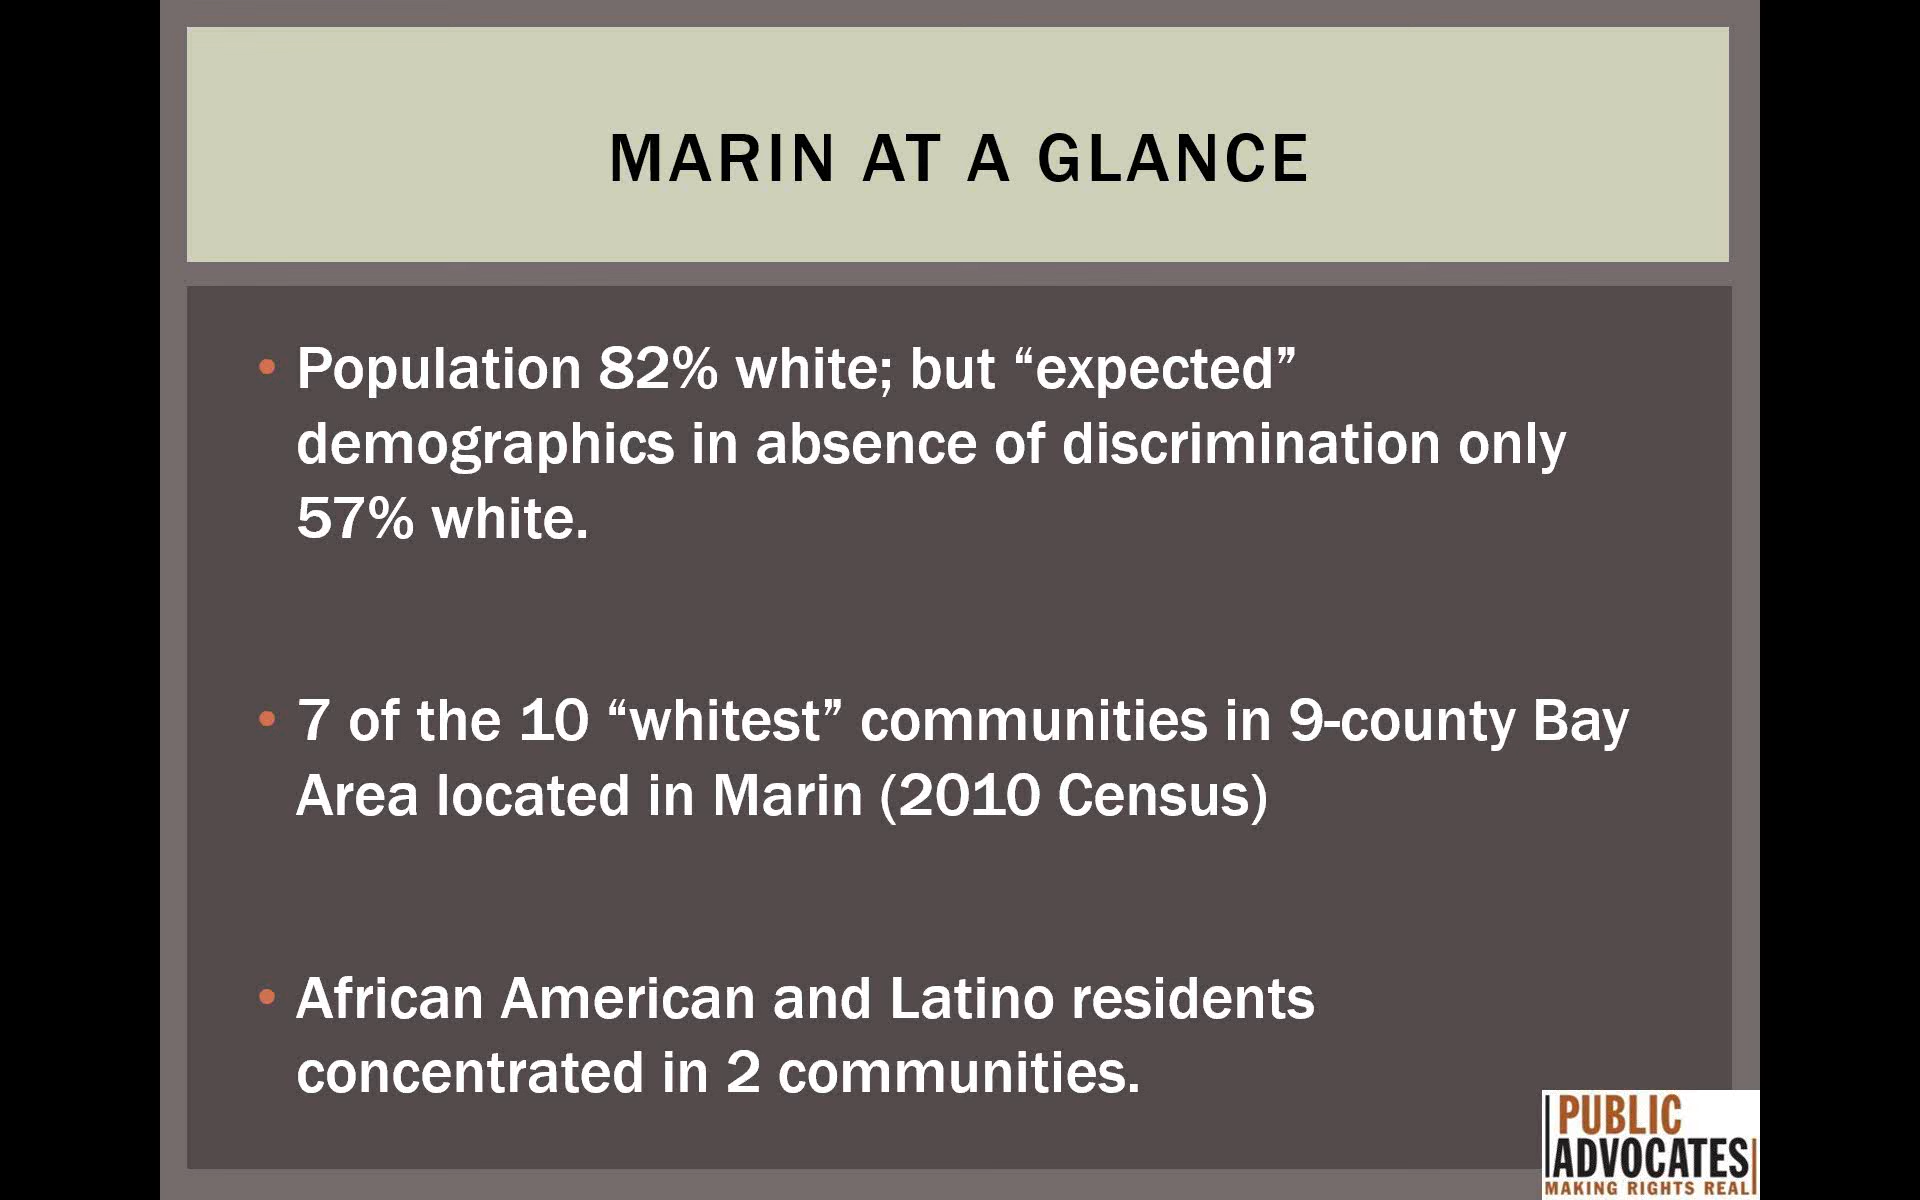 MARIN AT A GLANCE
• Population 82% white; but “expected”
demographics in absence of discrimination only
57% white.
• 7 of the 10 “whitest” communities in 9-county Bay
Area located in Marin (2010 Census)
• African American and Latino residents
concentrated in 2 communities.
PUBLIC
ADVOCATES
MAKING RIGHTS REAL